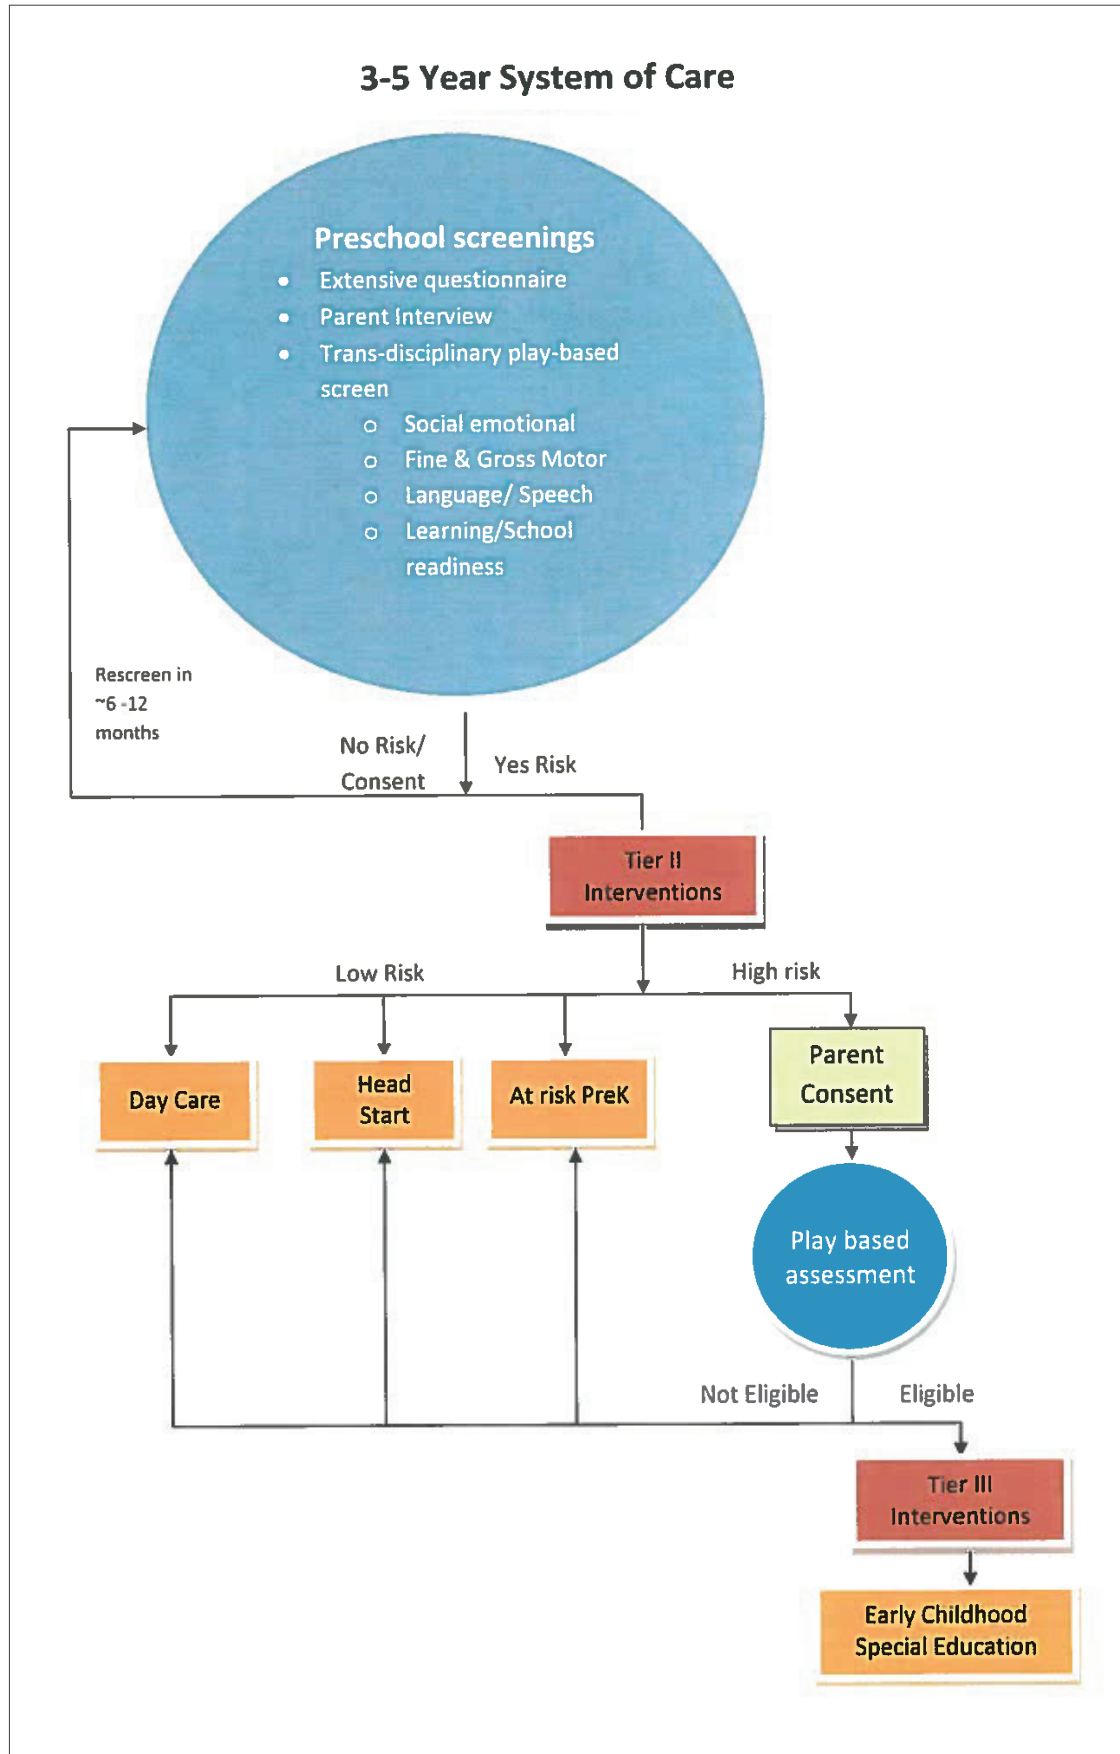 3-5 Year System of Care
Preschool screenings
• Extensive questionnaire
• Parent Interview
• Trans-disciplinary play-based
screen
o Social emotional
o Fine & Gross Motor
o Language/ Speech
o Learning/School
readiness
Rescreen in
~6 -12
months
No Risk/
Consent
Yes Risk
Tier II
Interventions
Low Risk
High risk
Day Care
Head
Start
At risk PreK
Parent
Consent
Play based
assessment
Not Eligible
Eligible
Tier III
Interventions
Early Childhood
Special Education